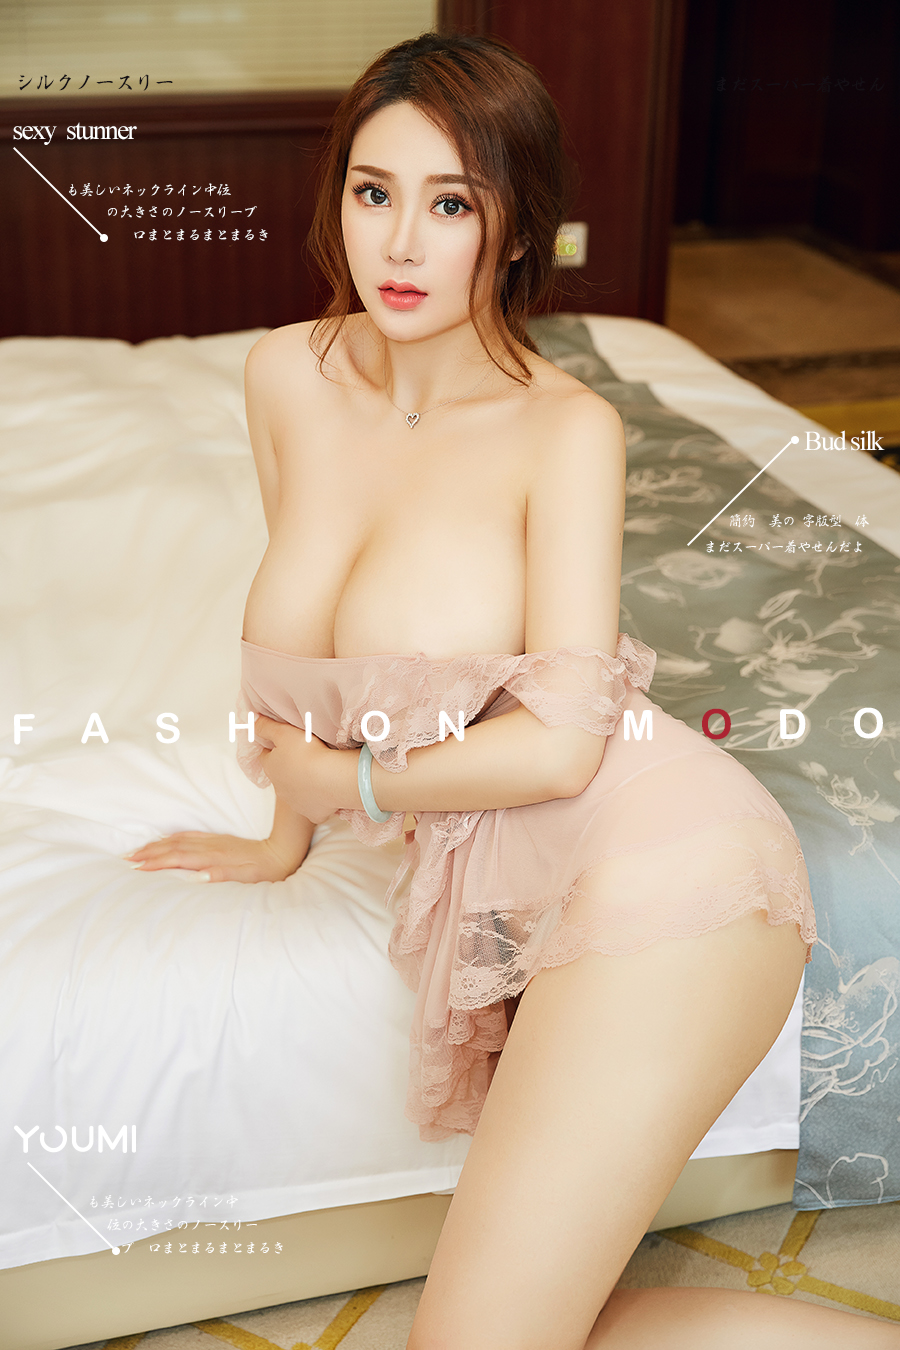 シルクノースリー
まだスーパー着やせん
sexy stunner
も美しいネックライン中位
の大きさのノースリーブ
口まとまるまとまるき
Bud silk
簡約 美の 字版型 体
まだスーパー着やせんだよ
FASHION MODO
YOUMI
も美しいネックライン中
位の大きさのノースリー
ブ 口まとまるまとまるき